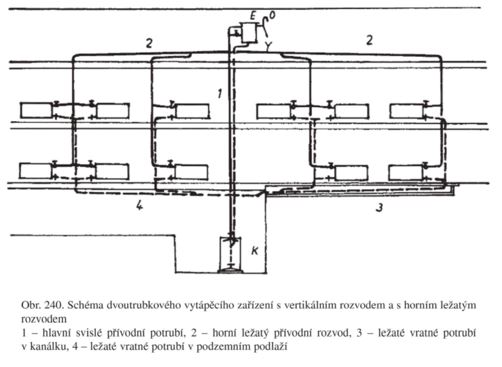 E O
Y
2 2
1
4 3
K
Obr. 240. Schéma dvoutrubkového vytápěcího zařízení s vertikálním rozvodem a s horním ležatým
rozvodem
1 – hlavní svislé přívodní potrubí, 2 – horní ležatý přívodní rozvod, 3 – ležaté vratné potrubí
v kanálku, 4 – ležaté vratné potrubí v podzemním podlaží